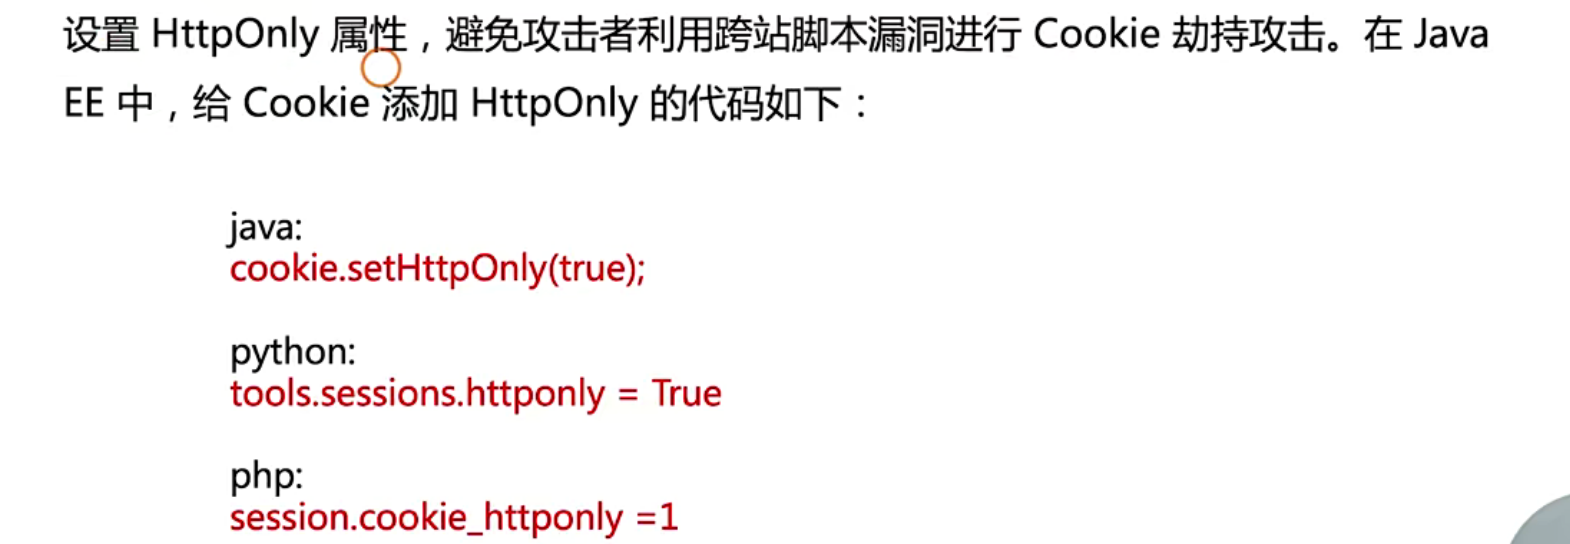 设置 HttpOnly 属性，避免攻击者利用跨站脚本漏洞进行 Cookie 劫持攻击。在 Java
EE 中，给 Cookie 添加 HttpOnly 的代码如下：
java:
cookie.setHttpOnly(true);
python:
tools.sessions.httponly = True
php:
session.cookie_httponly =1